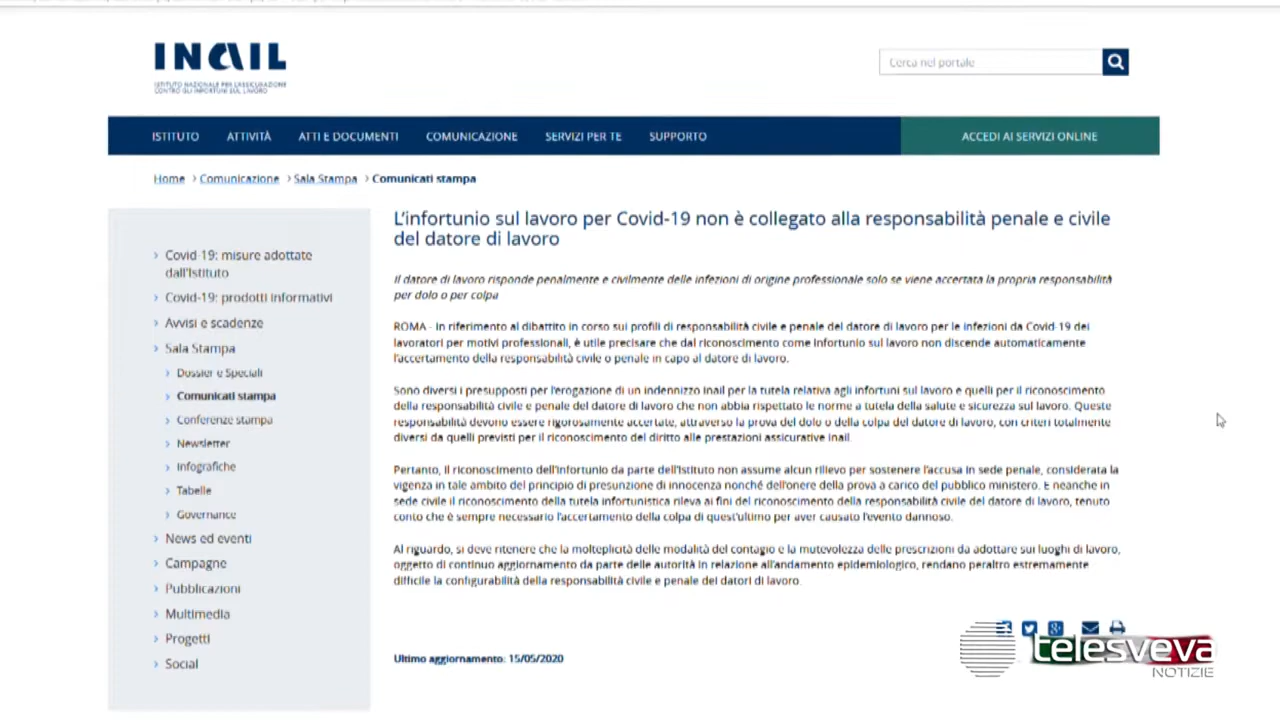 INAIL
ISTITUTO NAZIONALE PER L'ASSICURAZIONE
CONTRO GLI INFORTUNI SUL LAVORO
Cerca nel portale
ISTITUTO ATTIVITÀ ATTI E DOCUMENTI COMUNICAZIONE SERVIZI PER TE SUPPORTO ACCEDI AI SERVIZI ONLINE
Home > Comunicazione > Sala Stampa > Comunicati stampa
> Covid 19: misure adottate
dall'Istituto
> Covid-19: prodotti informativi
> Avvisi e scadenze
> Sala Stampa
> Dossier e Speciali
> Comunicati stampa
> Conferenze stampa
> Newsletter
> Infografiche
> Tabelle
> Governance
> News ed eventi
> Campagne
> Pubblicazioni
> Multimedia
> Progetti
> Social
L'infortunio sul lavoro per Covid-19 non è collegato alla responsabilità penale e civile
del datore di lavoro
Il datore di lavoro risponde penalmente e civilmente delle infezioni di origine professionale solo se viene accertata la propria responsabilità
per dolo o per colpa
ROMA - In riferimento al dibattito in corso sui profili di responsabilità civile e penale del datore di lavoro per le infezioni da Covid-19 dei
lavoratori per motivi professionali, è utile precisare che dal riconoscimento come infortunio sul lavoro non discende automaticamente
l'accertamento della responsabilità civile o penale in capo al datore di lavoro.
Sono diversi i presupposti per l'erogazione di un indennizzo Inail per la tutela relativa agli infortuni sul lavoro e quelli per il riconoscimento
della responsabilità civile e penale del datore di lavoro che non abbia rispettato le norme a tutela della salute e sicurezza sul lavoro. Queste
responsabilità devono essere rigorosamente accertate, attraverso la prova del dolo o della colpa del datore di lavoro, con criteri totalmente
diversi da quelli previsti per il riconoscimento del diritto alle prestazioni assicurative Inail.
Pertanto, il riconoscimento dell'infortunio da parte dell'Istituto non assume alcun rilievo per sostenere l'accusa in sede penale, considerata la
vigenza in tale ambito del principio di presunzione di innocenza nonché dell'onere della prova a carico del pubblico ministero. E neanche in
sede civile il riconoscimento della tutela infortunistica rileva ai fini del riconoscimento della responsabilità civile del datore di lavoro, tenuto
conto che è sempre necessario l'accertamento della colpa di quest'ultimo per aver causato l'evento dannoso.
Al riguardo, si deve ritenere che la molteplicità delle modalità del contagio e la mutevolezza delle prescrizioni da adottare sui luoghi di lavoro,
oggetto di continuo aggiornamento da parte delle autorità in relazione all'andamento epidemiologico, rendano peraltro estremamente
difficile la configurabilità della responsabilità civile e penale dei datori di lavoro.
Ultimo aggiornamento: 15/05/2020
telesveva
NOTIZIE